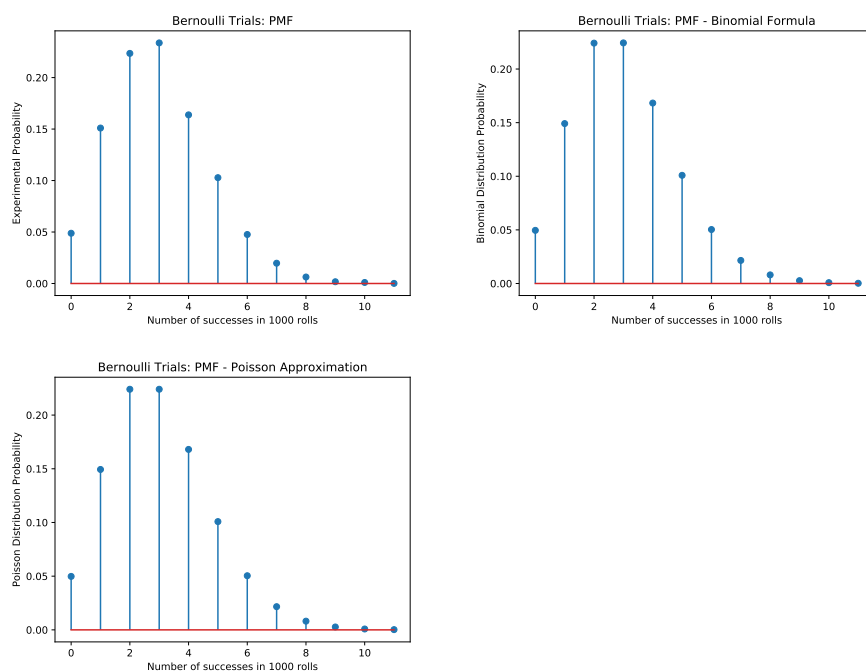 Bernoulli Trials: PMF
Experimental Probability
0.20
0.15
0.10
0.05
0.00
0 2 4 6 8 10
Number of successes in 1000 rolls
Bernoulli Trials: PMF - Binomial Formula
Binomial Distribution Probability
0.20
0.15
0.10
0.05
0.00
0 2 4 6 8 10
Number of successes in 1000 rolls
Bernoulli Trials: PMF - Poisson Approximation
Poisson Distribution Probability
0.20
0.15
0.10
0.05
0.00
0 2 4 6 8 10
Number of successes in 1000 rolls